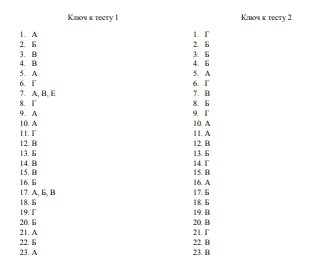 Ключ к тесту 1
1. А
2. Б
3. В
4. В
5. А
6. Г
7. А, В, Е
8. Г
9. А
10. А
11. Г
12. В
13. Б
14. В
15. В
16. Б
17. А, Б, В
18. Б
19. Г
20. Б
21. А
22. Б
23. А
Ключ к тесту 2
1. Г
2. Б
3. Б
4. Б
5. А
6. Г
7. В
8. Б
9. Г
10. А
11. А
12. В
13. Б
14. Г
15. В
16. А
17. Б
18. Б
19. В
20. В
21. Г
22. В
23. В